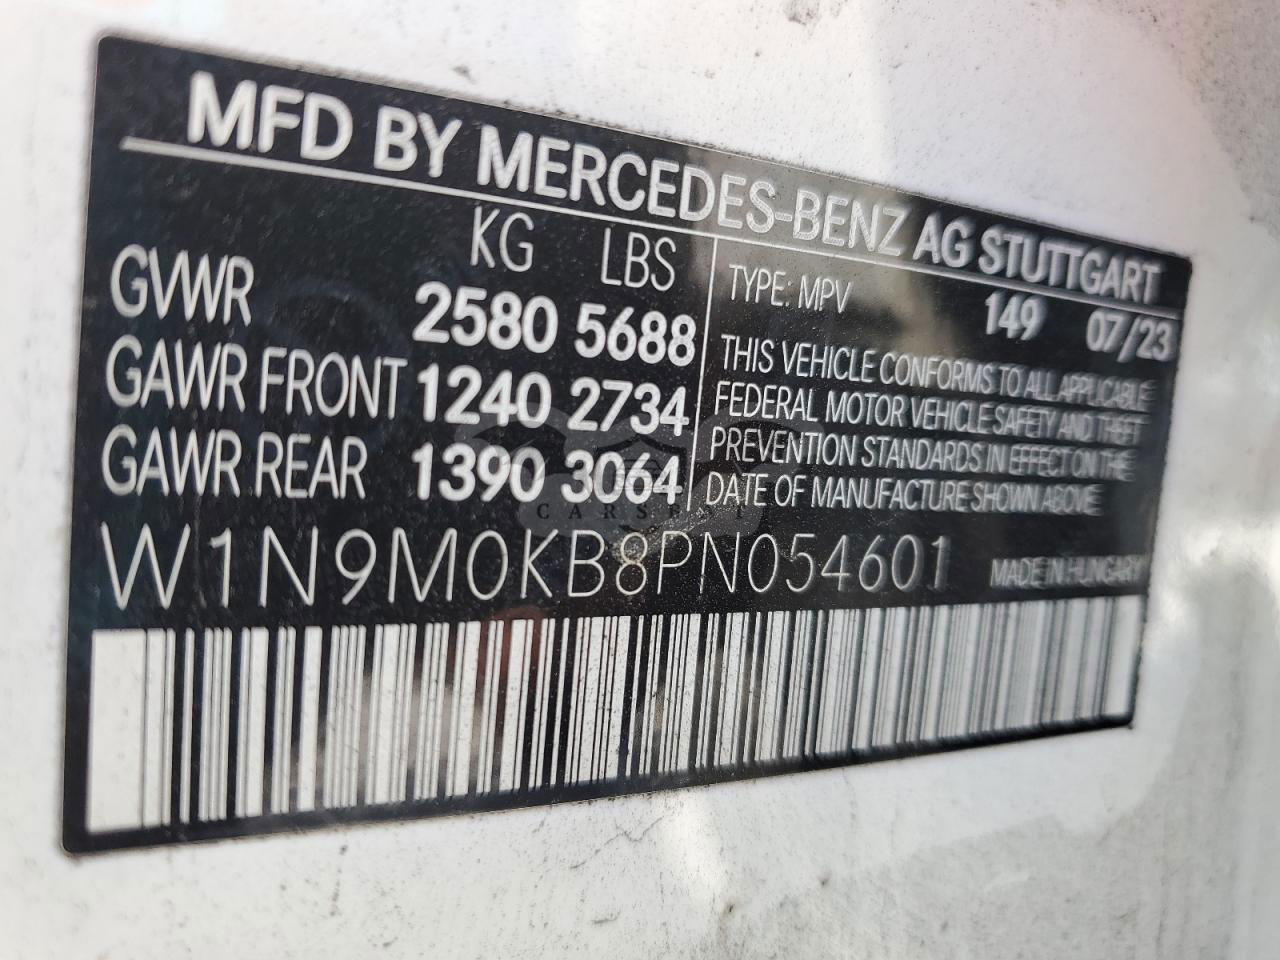 MFD BY MERCEDES-BENZ AG STUTTGART
KG LBS
GVWR 2580 5688
GAWR FRONT 1240 2734
GAWR REAR 1390 3064
TYPE: MPV 149 07/23
THIS VEHICLE CONFORMS TO ALL APPLICABLE
FEDERAL MOTOR VEHICLE SAFETY AND THEFT
PREVENTION STANDARDS IN EFFECT ON THE
DATE OF MANUFACTURE SHOWN ABOVE.
W1N9M0KB8PN054601 MADE IN HUNGARY